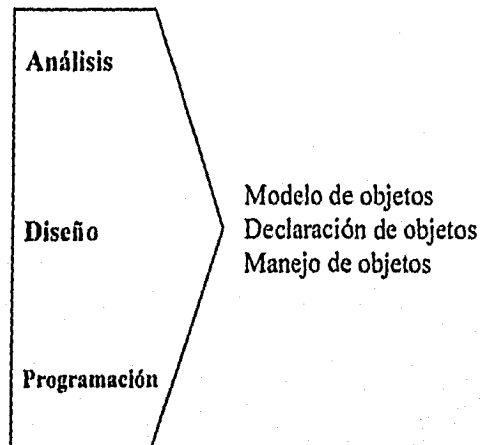 Análisis
Diseño
Programación
Modelo de objetos
Declaración de objetos
Manejo de objetos